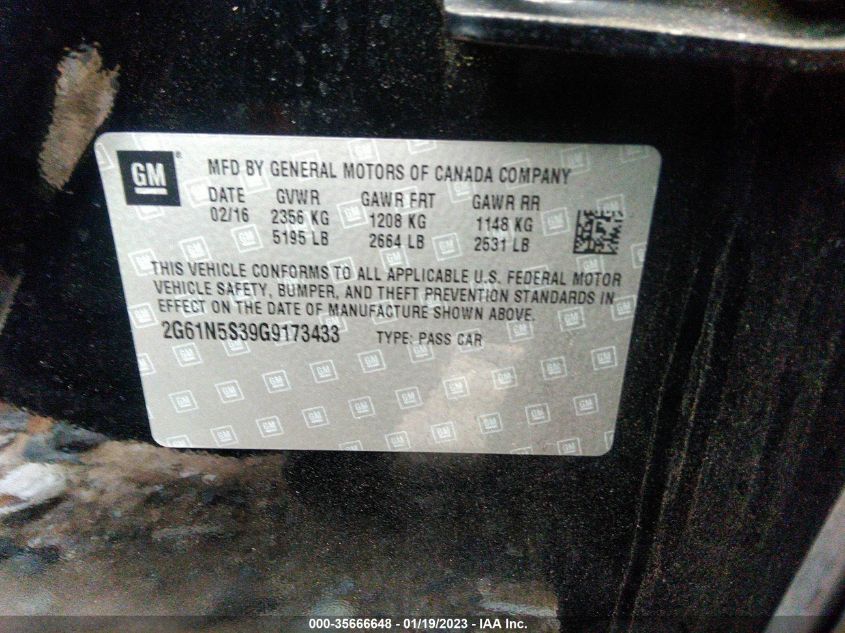 GM ® MFD BY GENERAL MOTORS OF CANADA COMPANY
DATE GVWR GAWR FRT GAWR RR
02/16 2356 KG 1208 KG 1148 KG
5195 LB 2664 LB 2531 LB
THIS VEHICLE CONFORMS TO ALL APPLICABLE U.S. FEDERAL MOTOR
VEHICLE SAFETY, BUMPER, AND THEFT PREVENTION STANDARDS IN
EFFECT ON THE DATE OF MANUFACTURE SHOWN ABOVE.
2G61N5S39G9173433 TYPE: PASS CAR
000-35666648 - 01/19/2023 - IAA Inc.